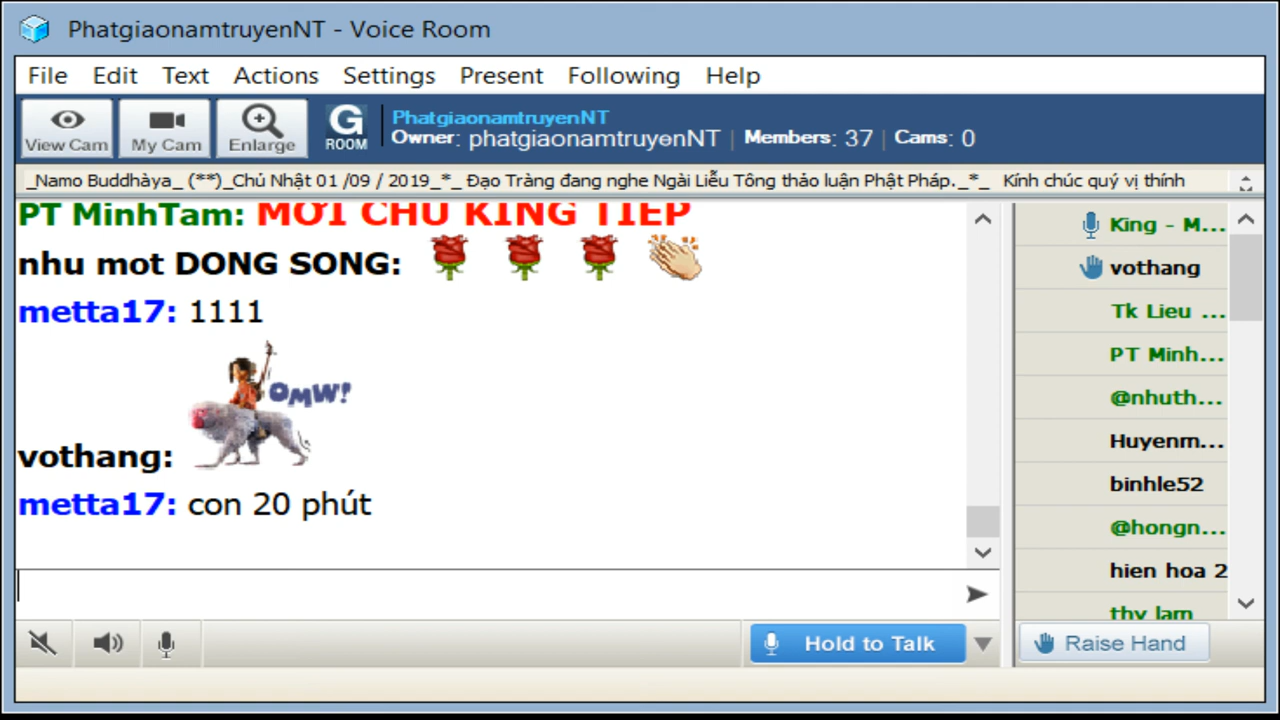 PhatgiaonamtruyenNT - Voice Room
File Edit Text Actions Settings Present Following Help
View Cam My Cam Enlarge G ROOM
PhatgiaonamtruyenNT
Owner: phatgiaonamtruyenNT | Members: 37 | Cams: 0
_Namo Buddhàya_ (**)_Chủ Nhật 01 /09 / 2019_*_ Đạo Tràng đang nghe Ngài Liễu Tông thảo luận Phật Pháp._*_ Kính chúc quý vị thính
PT MinhTam: MỜI CHÚ KING TIẾP
nhu mot DONG SONG:
metta17: 1111
OMW!
vothang:
metta17: con 20 phút
King - M...
vothang
Tk Lieu ...
PT Minh...
@nhuth...
Huyenm...
binhle52
@hongn...
hien hoa 2
thy lam
Hold to Talk
Raise Hand